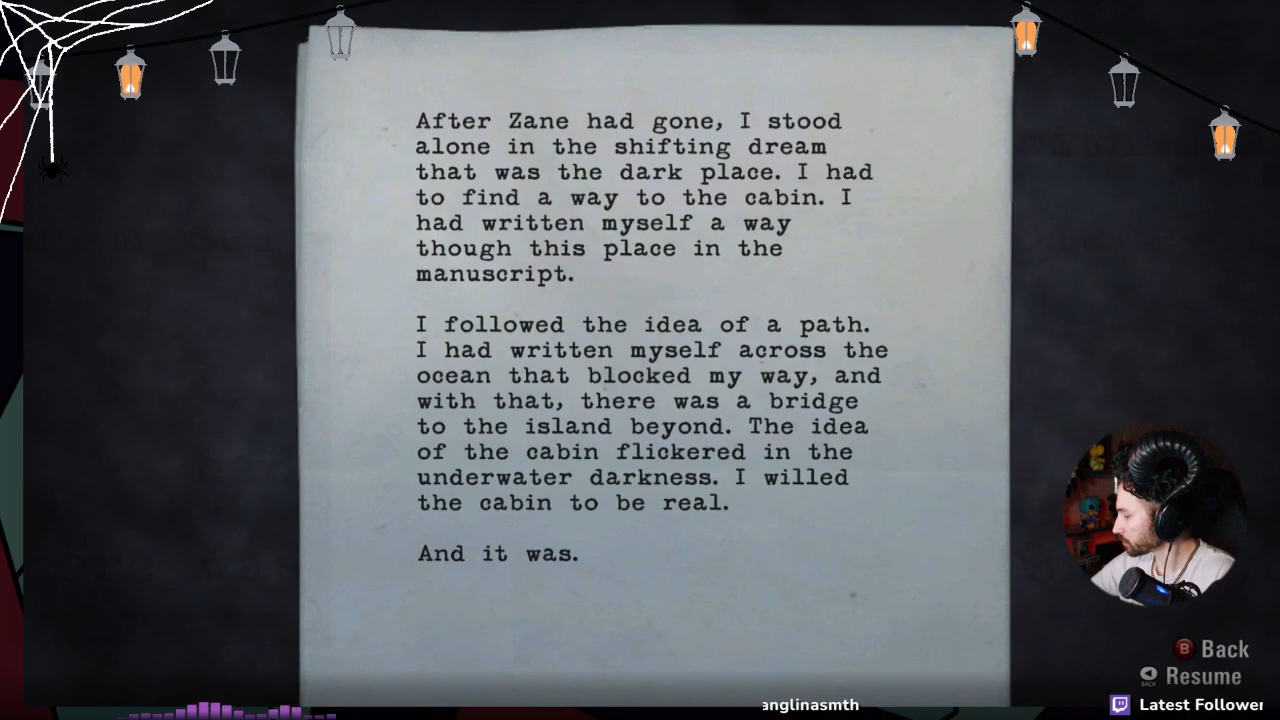 After Zane had gone, I stood
alone in the shifting dream
that was the dark place. I had
to find a way to the cabin. I
had written myself a way
though this place in the
manuscript.
I followed the idea of a path.
I had written myself across the
ocean that blocked my way, and
with that, there was a bridge
to the island beyond. The idea
of the cabin flickered in the
underwater darkness. I willed
the cabin to be real.
And it was.
B Back
BACK Resume
anglinasmth
Latest Follower